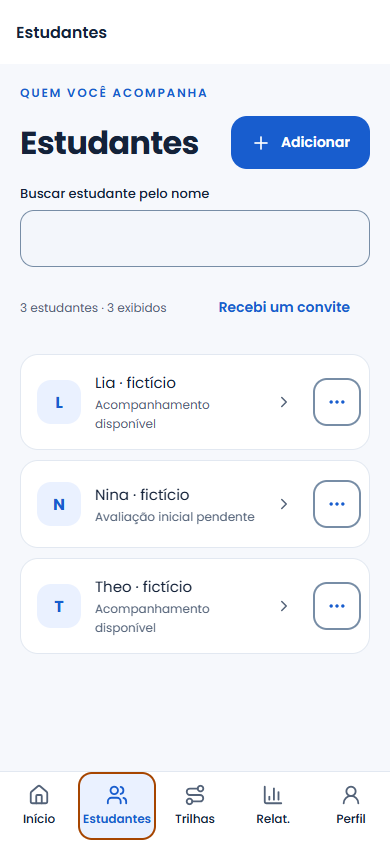 Estudantes
QUEM VOCÊ ACOMPANHA
Estudantes
Adicionar
Buscar estudante pelo nome
3 estudantes · 3 exibidos
Recebi um convite
L
Lia · fictício
Acompanhamento
disponível
N
Nina · fictício
Avaliação inicial pendente
T
Theo · fictício
Acompanhamento
disponível
Início
Estudantes
Trilhas
Relat.
Perfil